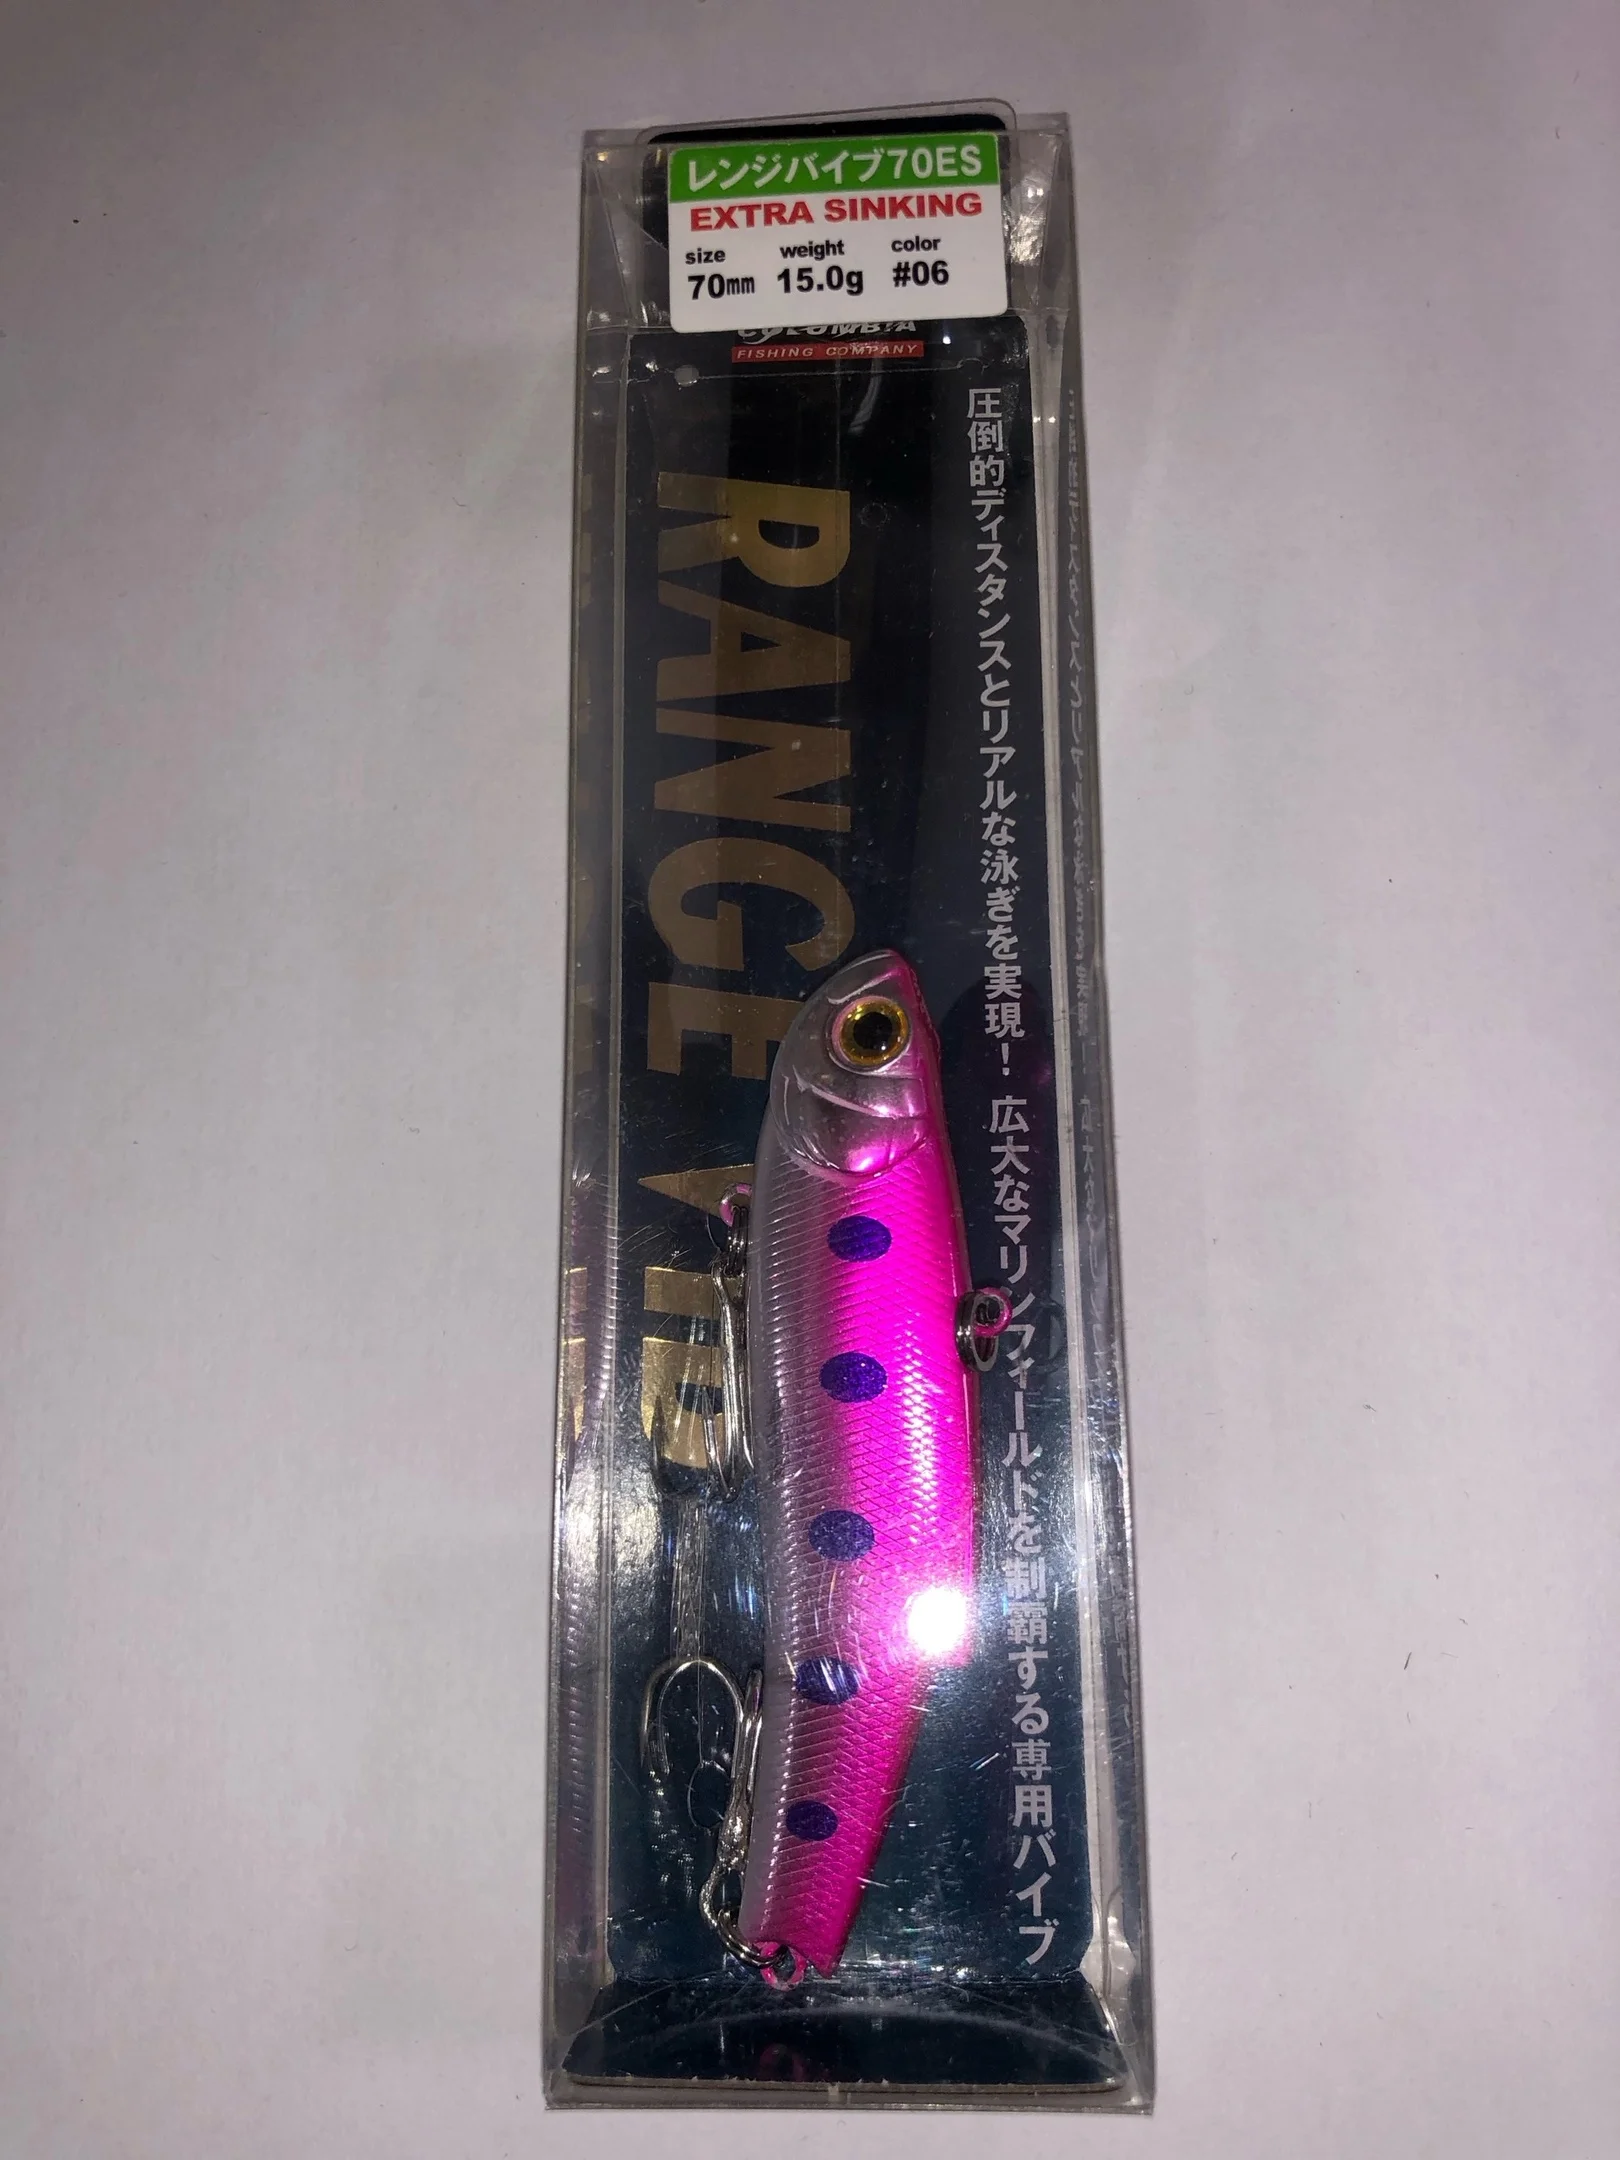 レンジバイブ70ES
EXTRA SINKING
size weight color
70mm 15.0g #06
COLUMBIA
FISHING COMPANY
RANGE VIB
圧倒的ディスタンスとリアルな泳ぎを実現！ 広大なマリンフィールドを制覇する専用バイブ